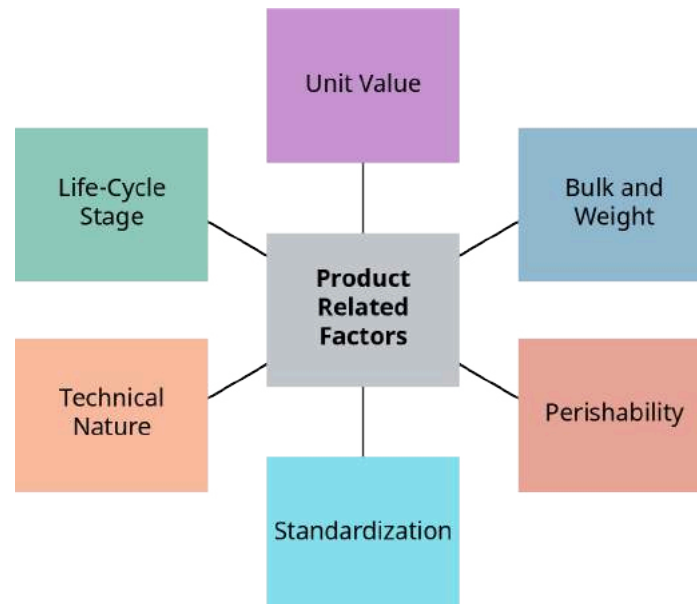 Unit Value
Life-Cycle
Stage
Bulk and
Weight
Product
Related
Factors
Technical
Nature
Perishability
Standardization